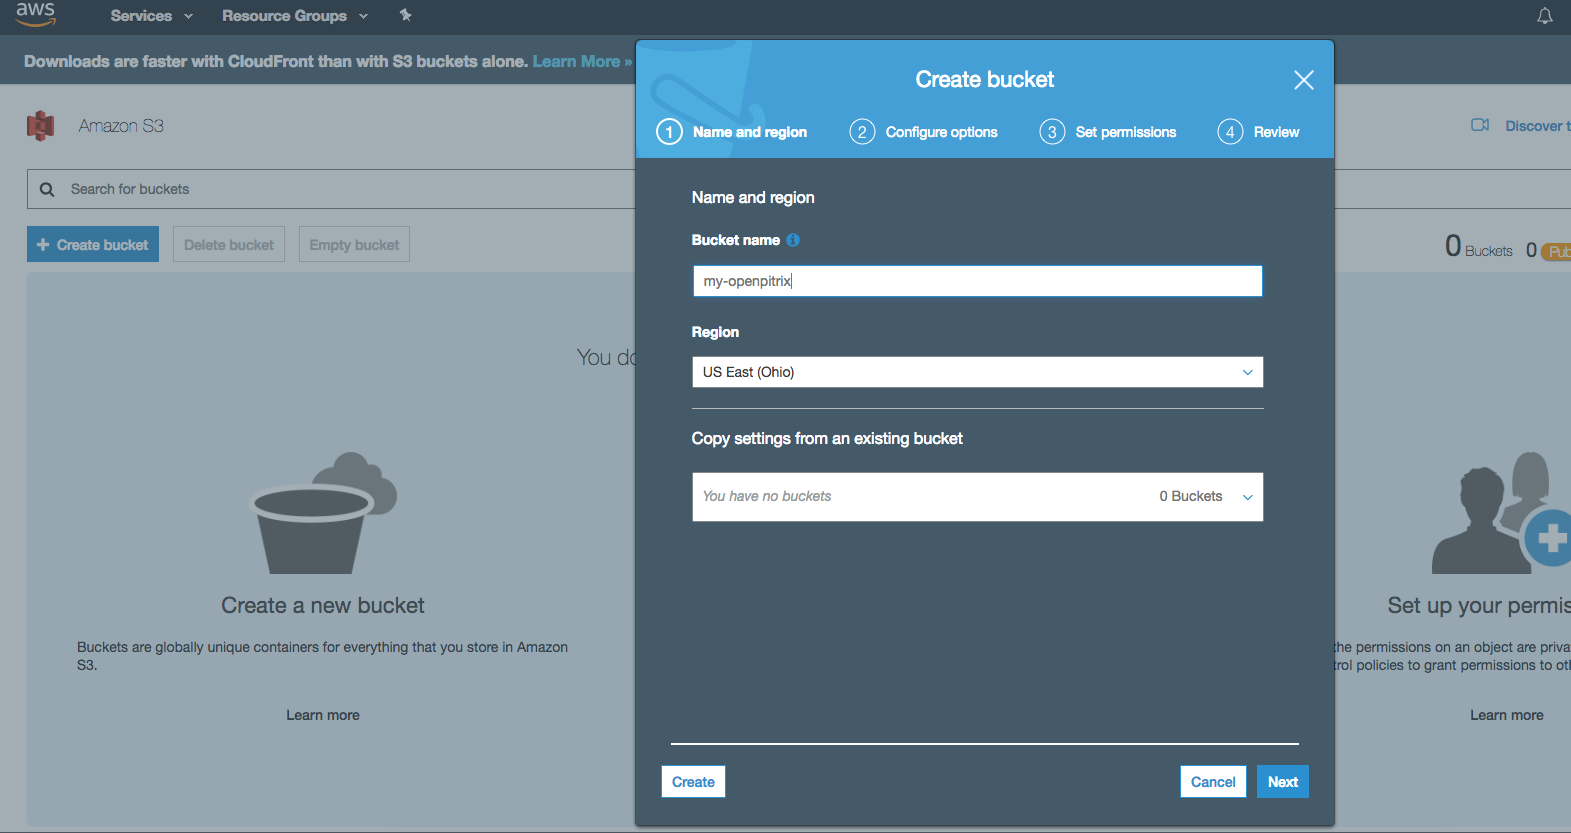 aws Services Resource Groups
Downloads are faster with CloudFront than with S3 buckets alone. Learn More »
Amazon S3
Discover t
Search for buckets
+ Create bucket Delete bucket Empty bucket
0 Buckets 0 Pub
You do
Create a new bucket
Buckets are globally unique containers for everything that you store in Amazon
S3.
Learn more
Create bucket
1 Name and region 2 Configure options 3 Set permissions 4 Review
Name and region
Bucket name
my-openpitrix
Region
US East (Ohio)
Copy settings from an existing bucket
You have no buckets 0 Buckets
Create Cancel Next
Set up your permis
the permissions on an object are priva
trol policies to grant permissions to ot
Learn more